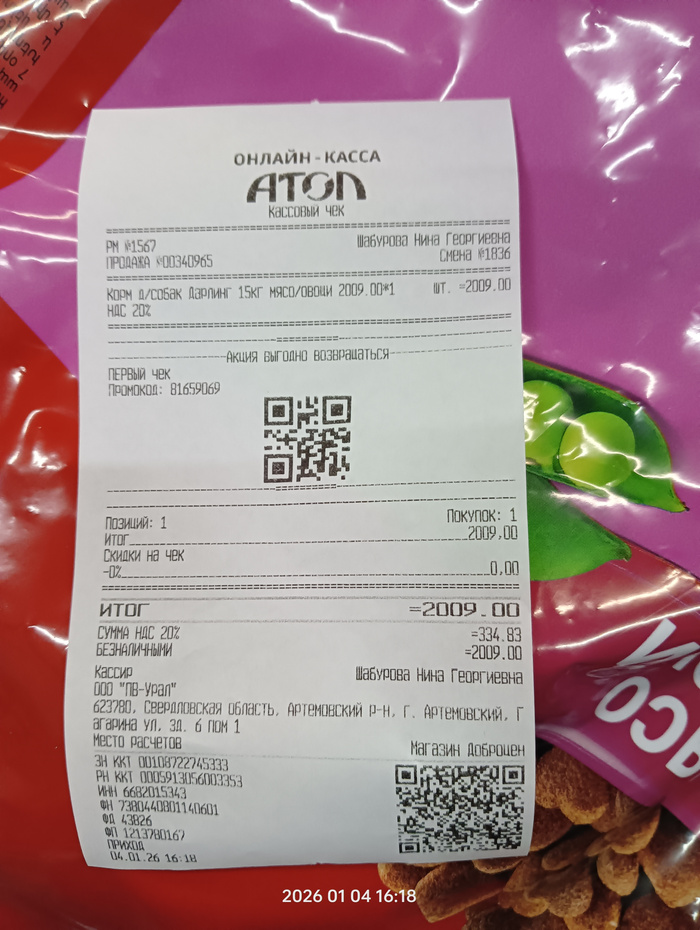 ОНЛАЙН-КАССА
АТОЛ
Кассовый чек
РМ №1567 Шабурова Нина Георгиевна
ПРОДАЖА №00340965 Смена №1836
Корм д/собак Дарлинг 15кг мясо/овощи 2009.00*1 шт. =2009.00
НДС 20%
Акция выгодно возвращаться
ПЕРВЫЙ чек
Промокод: 81659069
Позиций: 1 Покупок: 1
Итог 2009,00
Скидки на чек
-0% 0,00
ИТОГ =2009.00
СУММА НДС 20% =334.83
БЕЗНАЛИЧНЫМИ =2009.00
Кассир Шабурова Нина Георгиевна
ООО "ПВ-Урал"
623780, Свердловская область, Артемовский р-н, г. Артемовский, Г
агарина ул, зд. 6 пом 1
Место расчетов Магазин Доброцен
ЗН ККТ 00108722745333
РН ККТ 0005913056003353
ИНН 6682015343
ФН 7380440801140601
ФД 43826
ФП 1213780167
ПРИХОД
04.01.26 16:18
2026 01 04 16:18